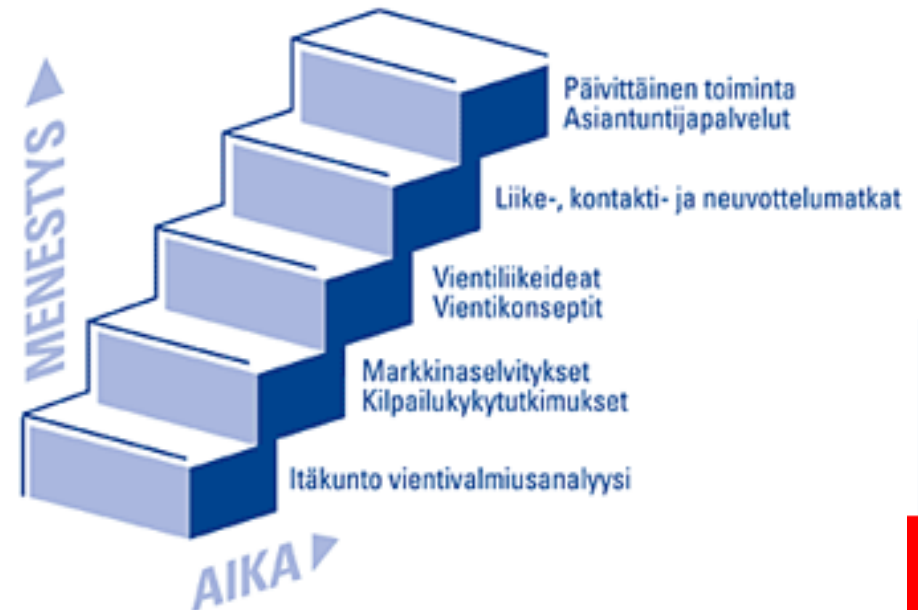 MENESTYS
Päivittäinen toiminta
Asiantuntijapalvelut
Liike-, kontakti- ja neuvottelumatkat
Vientiliikeideat
Vientikonseptit
Markkinaselvitykset
Kilpailukykytutkimukset
Itäkunto vientivalmiusanalyysi
AIKA